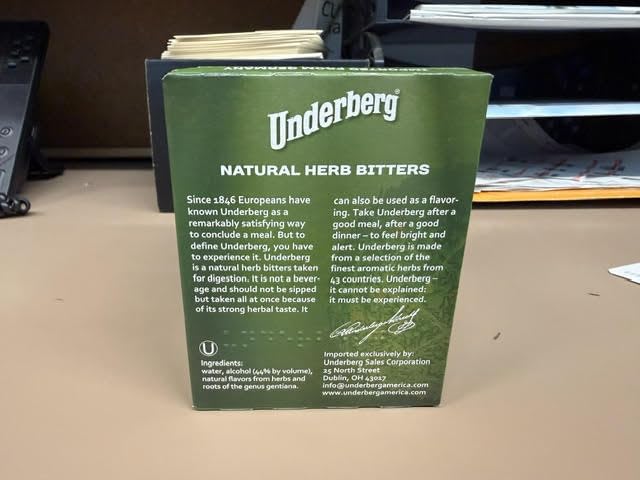 IMPORTED FROM GERMANY
Underberg®
NATURAL HERB BITTERS
Since 1846 Europeans have
known Underberg as a
remarkably satisfying way
to conclude a meal. But to
define Underberg, you have
to experience it. Underberg
is a natural herb bitters taken
for digestion. It is not a bever-
age and should not be sipped
but taken all at once because
of its strong herbal taste. It
can also be used as a flavor-
ing. Take Underberg after a
good meal, after a good
dinner – to feel bright and
alert. Underberg is made
from a selection of the
finest aromatic herbs from
43 countries. Underberg –
it cannot be explained:
it must be experienced.
U
Ingredients:
water, alcohol (44% by volume),
natural flavors from herbs and
roots of the genus gentiana.
Imported exclusively by:
Underberg Sales Corporation
25 North Street
Dublin, OH 43017
info@underbergamerica.com
www.underbergamerica.com